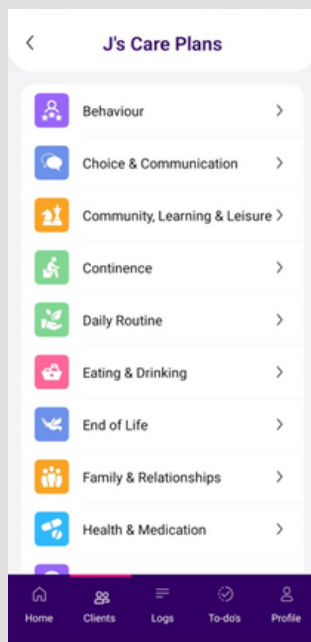 J's Care Plans
Behaviour
Choice & Communication
Community, Learning & Leisure
Continence
Daily Routine
Eating & Drinking
End of Life
Family & Relationships
Health & Medication
Home Clients Logs To-do's Profile